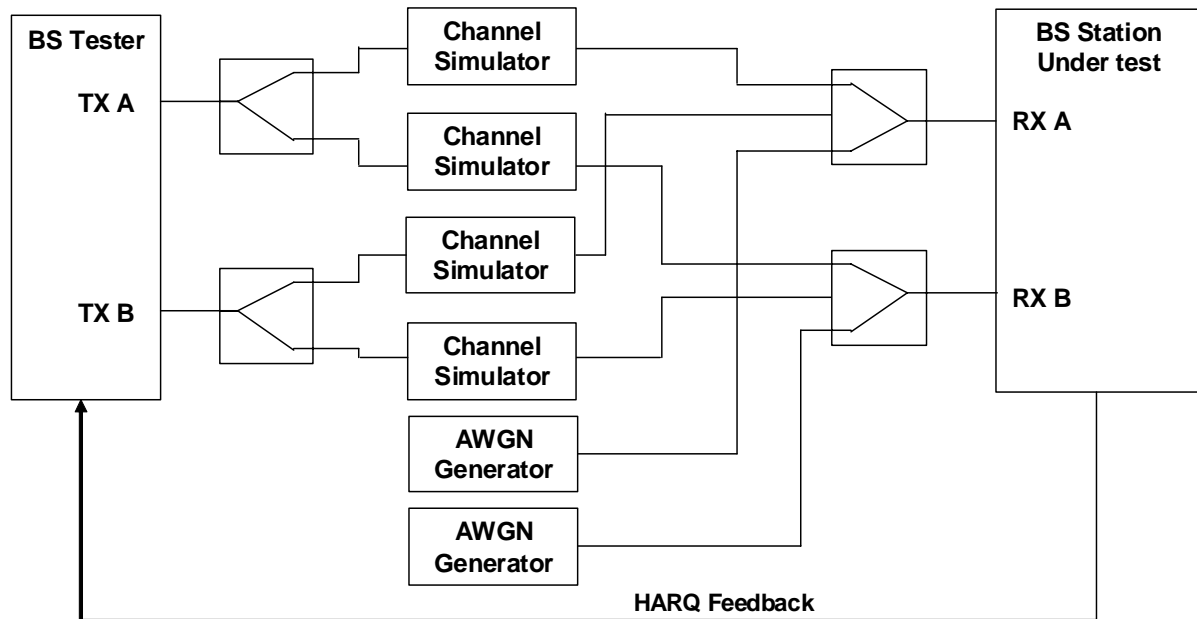 BS Tester
TX A
TX B
Channel
Simulator
Channel
Simulator
Channel
Simulator
Channel
Simulator
AWGN
Generator
AWGN
Generator
BS Station
Under test
RX A
RX B
HARQ Feedback